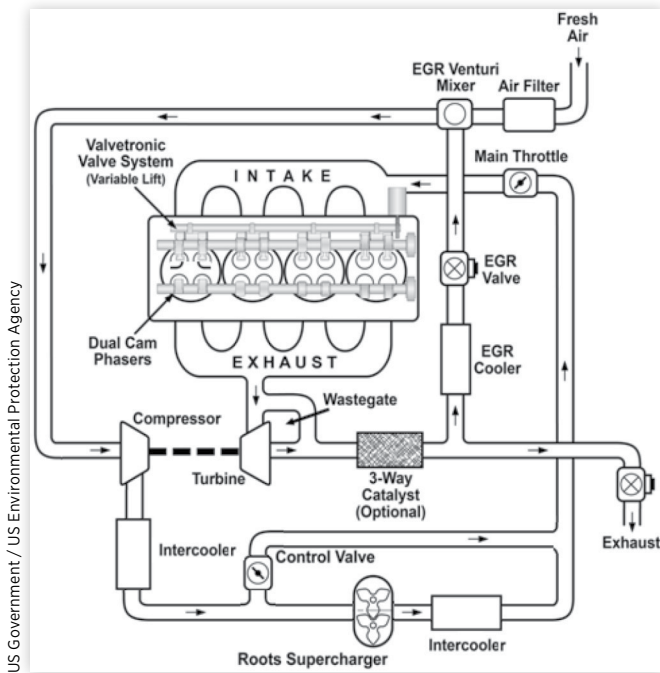 Fresh
Air
EGR Venturi
Mixer
Air Filter
Valvetronic
Valve System
(Variable Lift)
INTAKE
Main Throttle
EGR
Valve
Dual Cam
Phasers
EXHAUST
EGR
Cooler
Wastegate
Compressor
Turbine
3-Way
Catalyst
(Optional)
Exhaust
Intercooler
Control Valve
Intercooler
Roots Supercharger
US Government / US Environmental Protection Agency